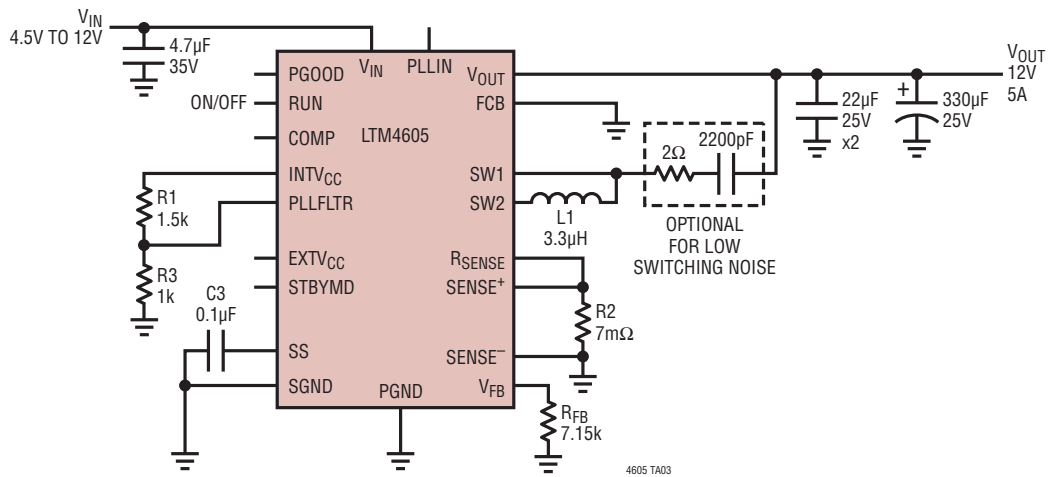 VIN
4.5V TO 12V
4.7µF
35V
VIN
PLLIN
PGOOD
RUN
ON/OFF
COMP
LTM4605
INTVCC
PLLFLTR
R1
1.5k
R3
1k
EXTVCC
STBYMD
C3
0.1µF
SS
SGND
PGND
VOUT
FCB
SW1
SW2
L1
3.3µH
2Ω
2200pF
OPTIONAL
FOR LOW
SWITCHING NOISE
RSENSE
SENSE+
R2
7mΩ
SENSE–
VFB
RFB
7.15k
22µF
25V
x2
+
330µF
25V
VOUT
12V
5A
4605 TA03